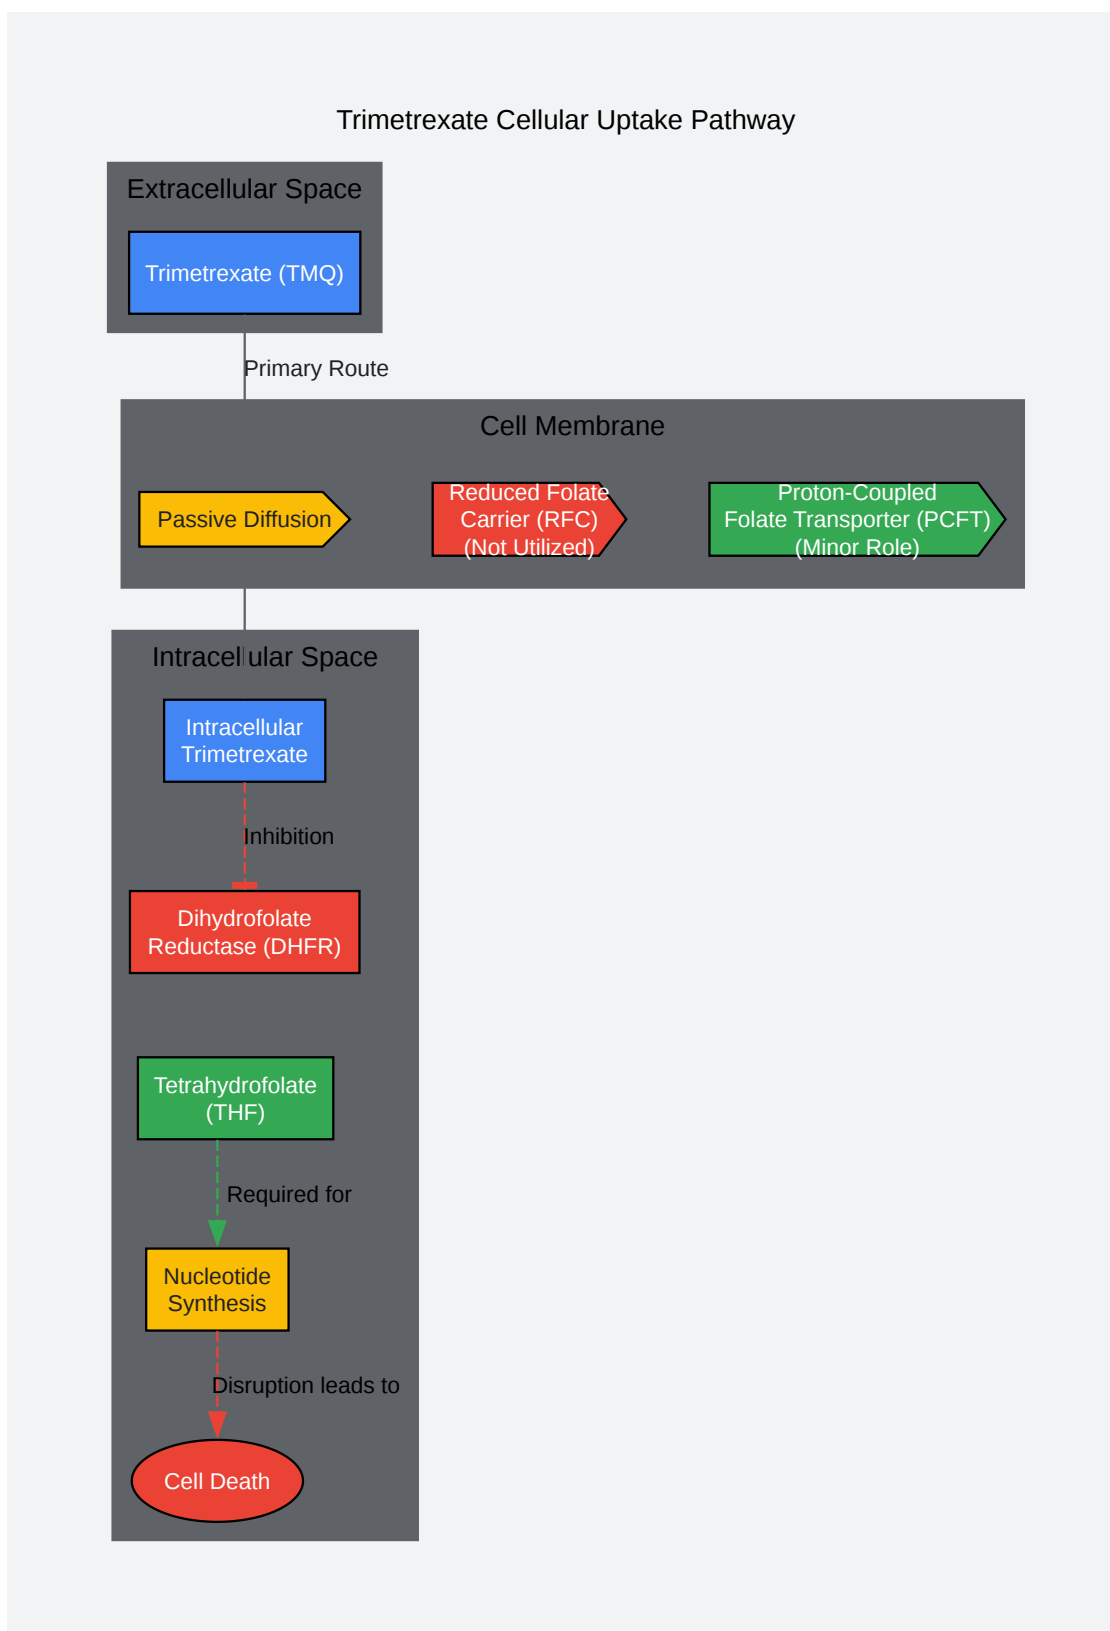 Trimetrexate Cellular Uptake Pathway
Extracellular Space
Trimetrexate (TMQ)
Primary Route
Cell Membrane
Passive Diffusion
Reduced Folate
Carrier (RFC)
(Not Utilized)
Proton-Coupled
Folate Transporter (PCFT)
(Minor Role)
Intracellular Space
Intracellular
Trimetrexate
Inhibition
Dihydrofolate
Reductase (DHFR)
Tetrahydrofolate
(THF)
Required for
Nucleotide
Synthesis
Disruption leads to
Cell Death